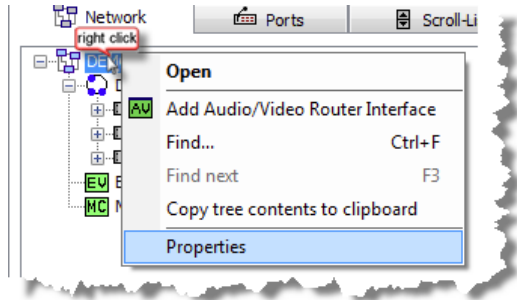 Network
Ports
Scroll-Li
right click
DE
Open
AV
Add Audio/Video Router Interface
Find... Ctrl+F
Find next F3
EV
Copy tree contents to clipboard
MC
Properties